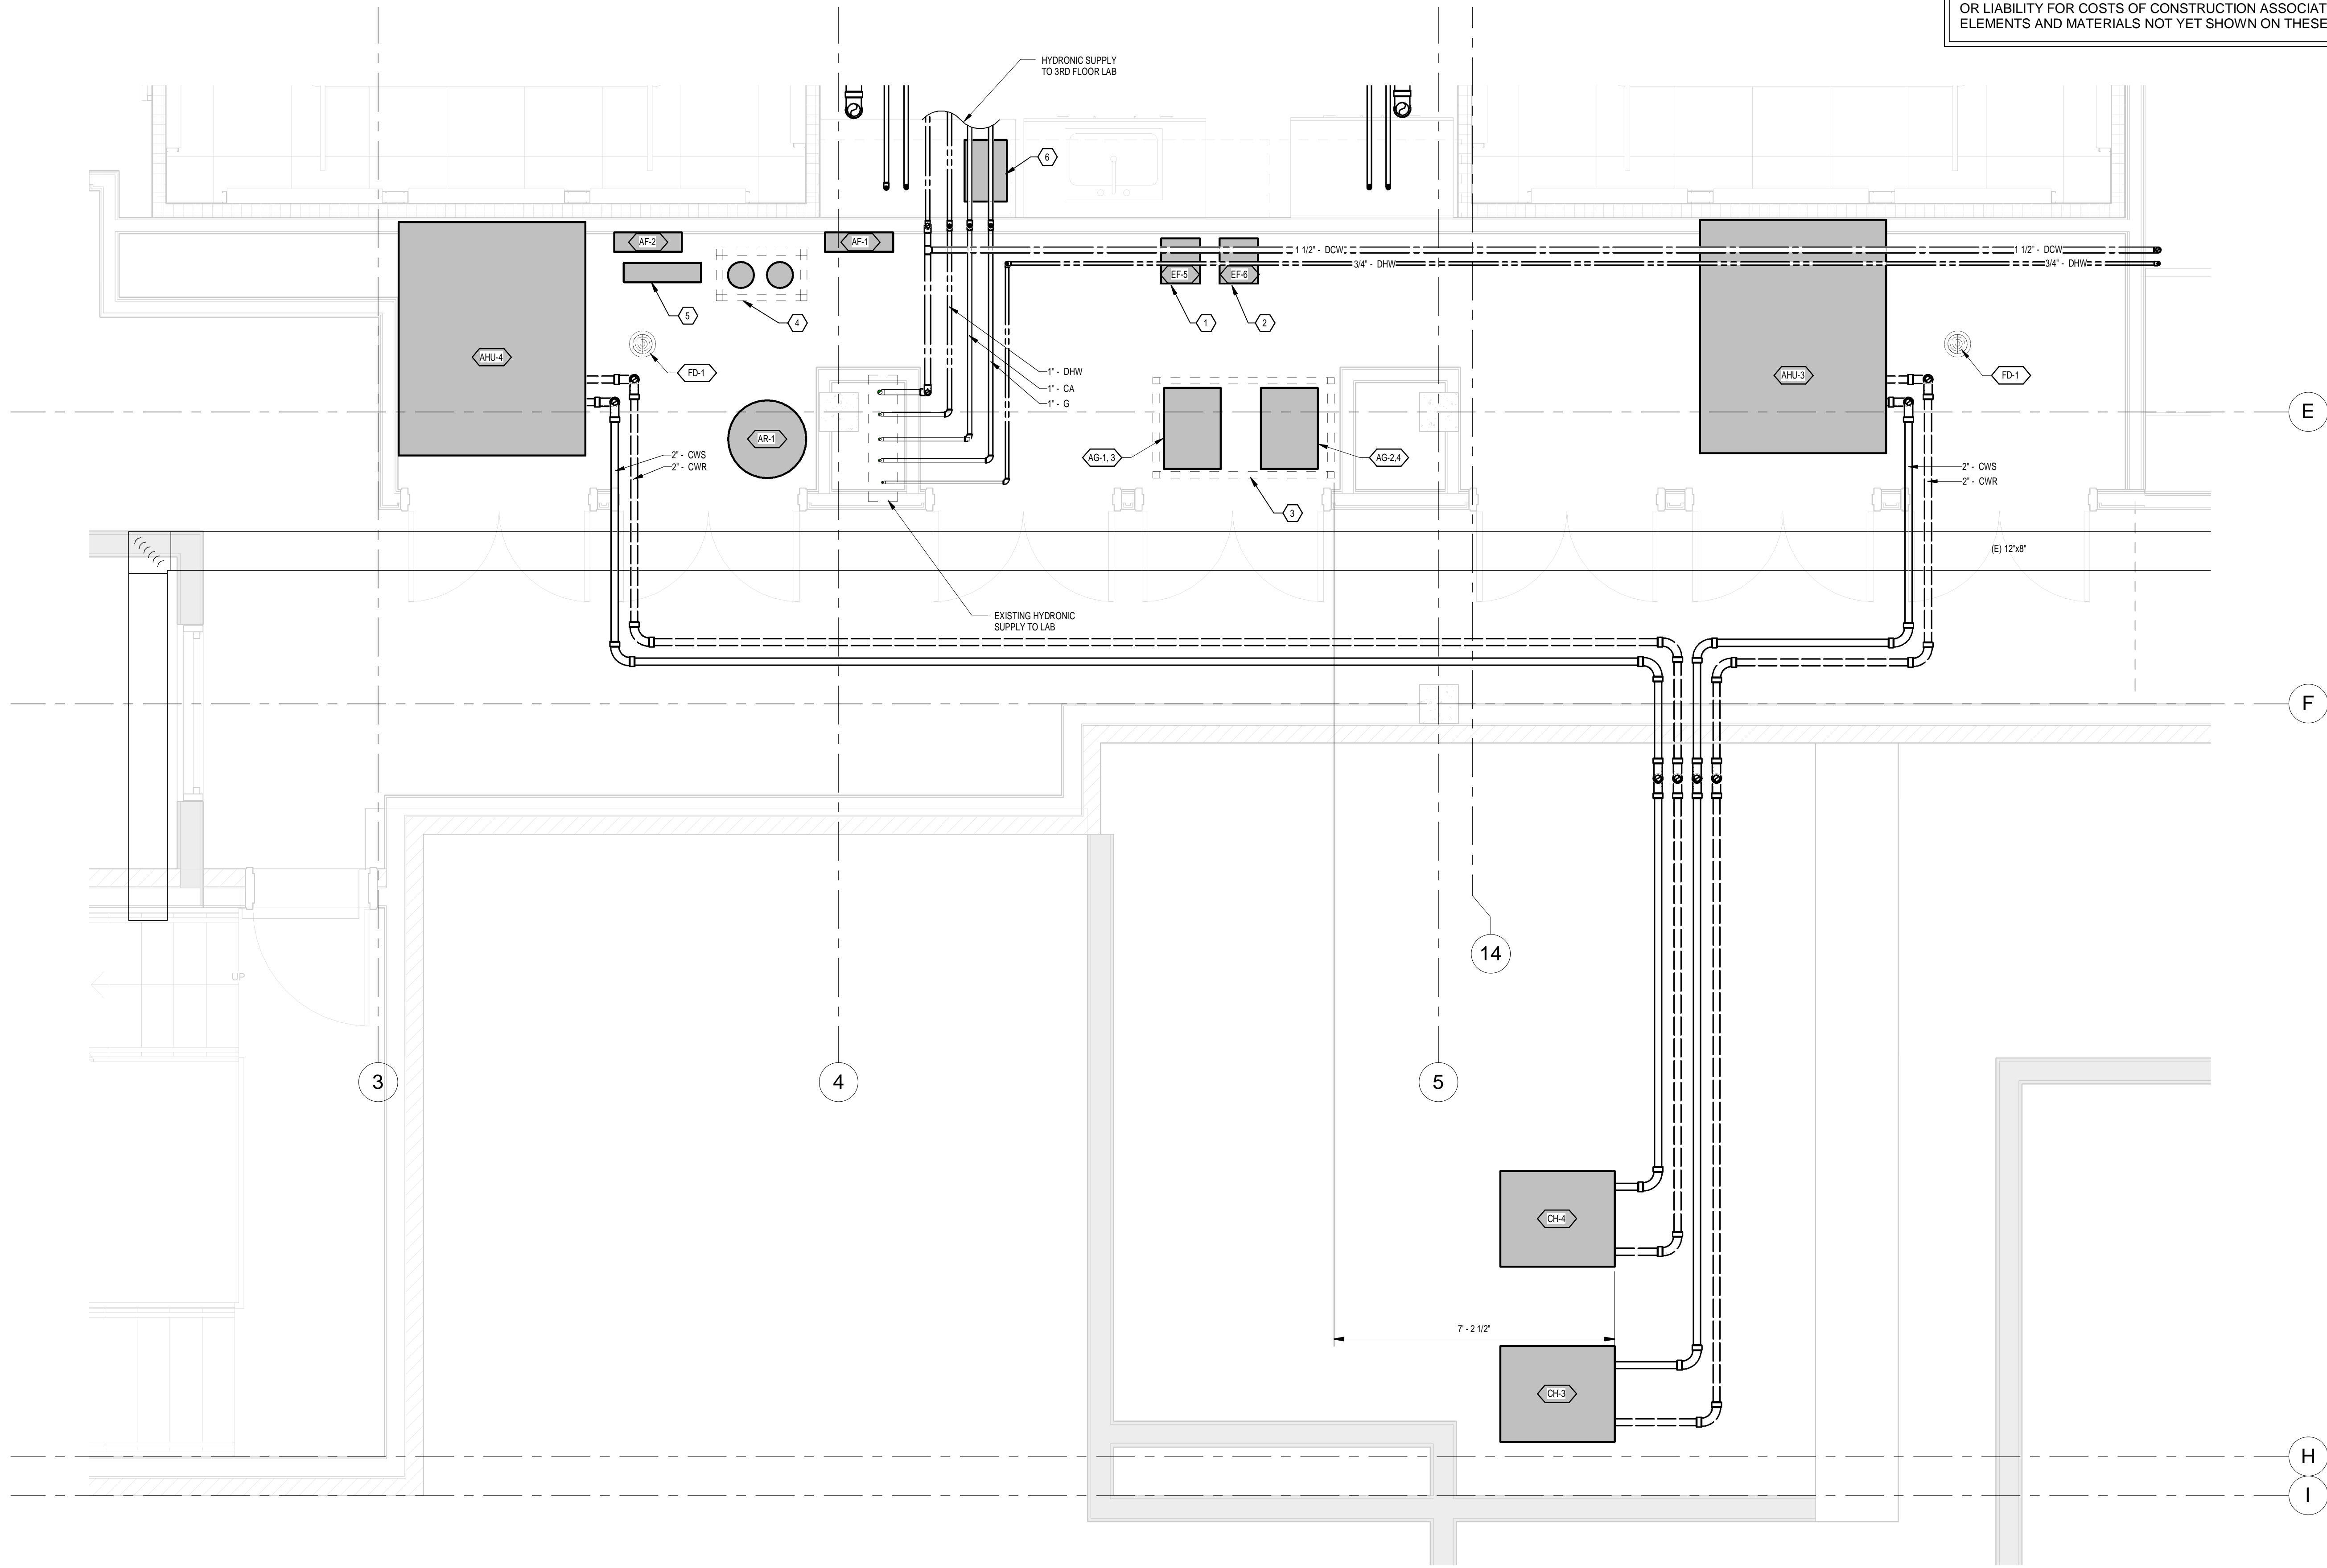 OR LIABILITY FOR COSTS OF CONSTRUCTION
ELEMENTS AND MATERIALS NOT YET SHOWN ON THESE
HYDRONIC SUPPLY
TO 3RD FLOOR LAB
6
AF-2
AF-1
1 1/2" - DCW
1 1/2" - DCW
3/4" - DHW
3/4" - DHW
EF-5
EF-6
5
4
1
2
AHU-4
FD-1
1" - DHW
1" - CA
1" - G
AHU-3
FD-1
E
AR-1
2" - CWS
2" - CWR
AG-1, 3
AG-2,4
2" - CWS
2" - CWR
3
(E) 12"x8"
EXISTING HYDRONIC
SUPPLY TO LAB
F
14
UP
3
4
5
CH-4
7' - 2 1/2"
CH-3
H
I